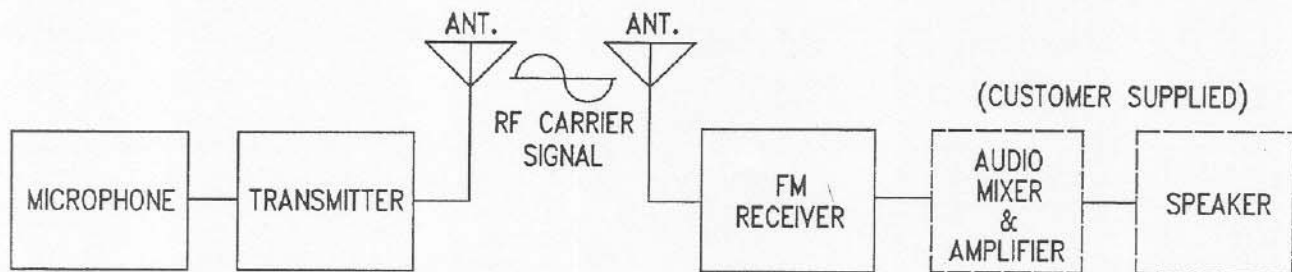 ANT.
ANT.
RF CARRIER
SIGNAL
(CUSTOMER SUPPLIED)
MICROPHONE
TRANSMITTER
FM
RECEIVER
AUDIO
MIXER
&
AMPLIFIER
SPEAKER